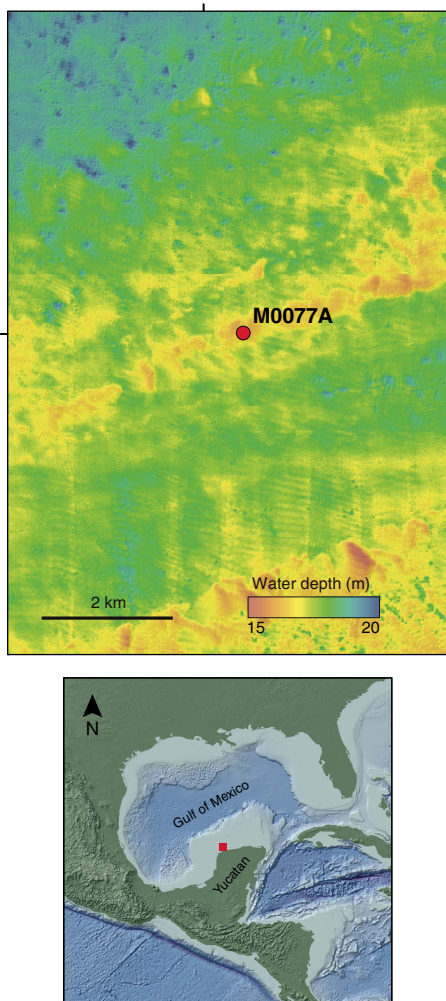 M0077A
2 km
Water depth (m)
15 20
N
Gulf of Mexico
Yucatan